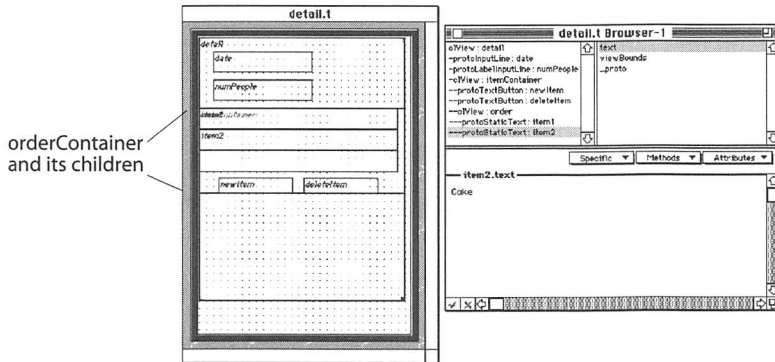 detail.t
detail
date
numPeople
item2
newItem
deleteItem
orderContainer
and its children
detail.t Browser-1
clView : detail
-protoInputLine : date
-protoLabelInputLine : numPeople
-clView : itemContainer
--protoTextButton : newItem
--protoTextButton : deleteItem
--clView : order
---protoStaticText : item1
---protoStaticText : item2
text
viewBounds
_proto
Specific
Methods
Attributes
item2.text
Cake